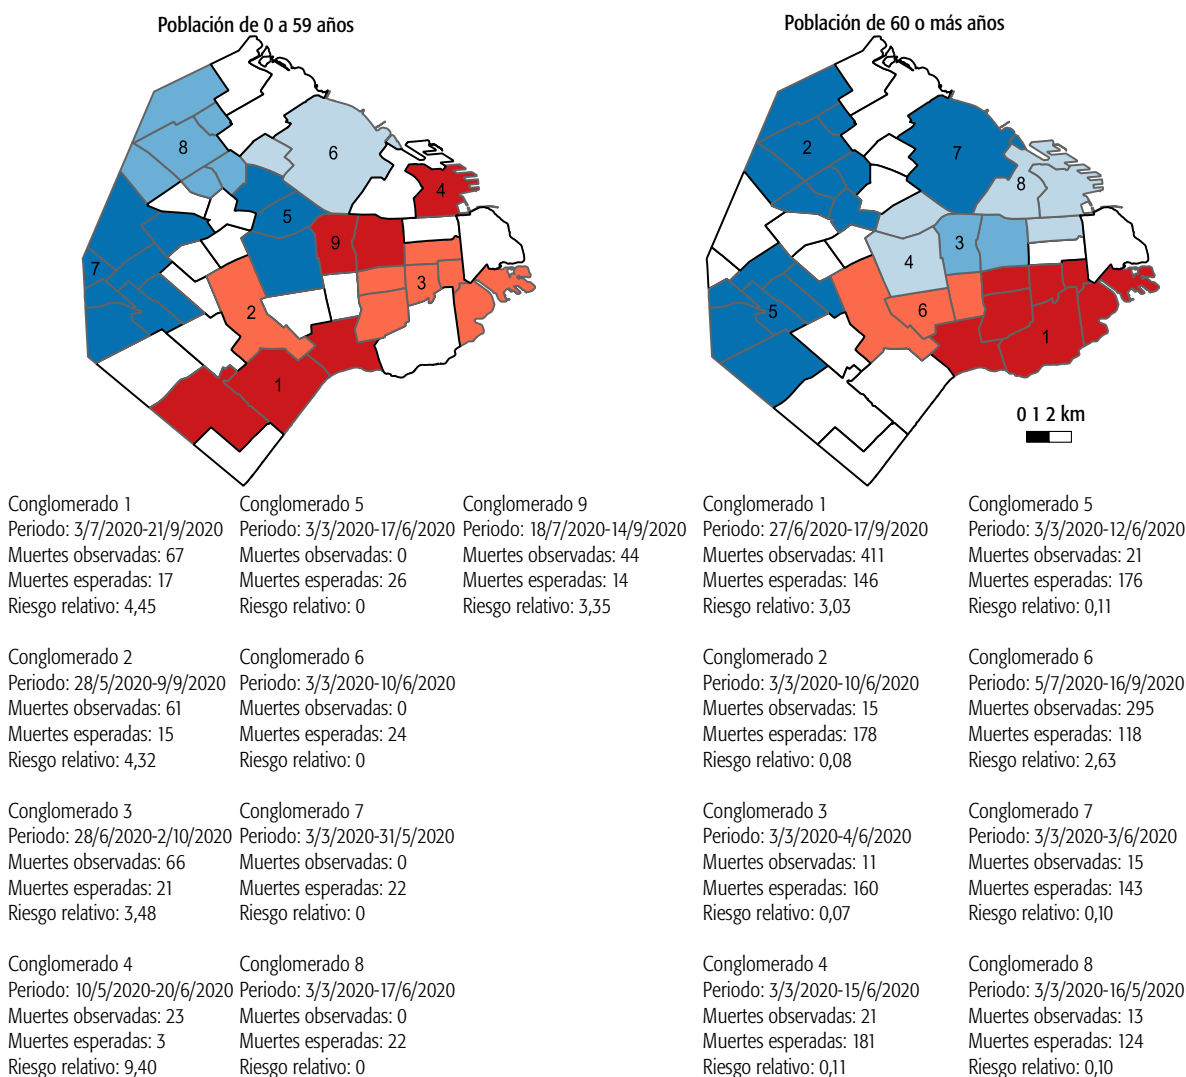 Población de 0 a 59 años
8
6
4
5
9
7
3
2
1
Población de 60 o más años
2
7
8
3
4
5
6
1
0 1 2 km
Conglomerado 1
Periodo: 3/7/2020-21/9/2020
Muertes observadas: 67
Muertes esperadas: 17
Riesgo relativo: 4,45
Conglomerado 2
Periodo: 28/5/2020-9/9/2020
Muertes observadas: 61
Muertes esperadas: 15
Riesgo relativo: 4,32
Conglomerado 3
Periodo: 28/6/2020-2/10/2020
Muertes observadas: 66
Muertes esperadas: 21
Riesgo relativo: 3,48
Conglomerado 4
Periodo: 10/5/2020-20/6/2020
Muertes observadas: 23
Muertes esperadas: 3
Riesgo relativo: 9,40
Conglomerado 5
Periodo: 3/3/2020-17/6/2020
Muertes observadas: 0
Muertes esperadas: 26
Riesgo relativo: 0
Conglomerado 6
Periodo: 3/3/2020-10/6/2020
Muertes observadas: 0
Muertes esperadas: 24
Riesgo relativo: 0
Conglomerado 7
Periodo: 3/3/2020-31/5/2020
Muertes observadas: 0
Muertes esperadas: 22
Riesgo relativo: 0
Conglomerado 8
Periodo: 3/3/2020-17/6/2020
Muertes observadas: 0
Muertes esperadas: 22
Riesgo relativo: 0
Conglomerado 9
Periodo: 18/7/2020-14/9/2020
Muertes observadas: 44
Muertes esperadas: 14
Riesgo relativo: 3,35
Conglomerado 1
Periodo: 27/6/2020-17/9/2020
Muertes observadas: 411
Muertes esperadas: 146
Riesgo relativo: 3,03
Conglomerado 2
Periodo: 3/3/2020-10/6/2020
Muertes observadas: 15
Muertes esperadas: 178
Riesgo relativo: 0,08
Conglomerado 3
Periodo: 3/3/2020-4/6/2020
Muertes observadas: 11
Muertes esperadas: 160
Riesgo relativo: 0,07
Conglomerado 4
Periodo: 3/3/2020-15/6/2020
Muertes observadas: 21
Muertes esperadas: 181
Riesgo relativo: 0,11
Conglomerado 5
Periodo: 3/3/2020-12/6/2020
Muertes observadas: 21
Muertes esperadas: 176
Riesgo relativo: 0,11
Conglomerado 6
Periodo: 5/7/2020-16/9/2020
Muertes observadas: 295
Muertes esperadas: 118
Riesgo relativo: 2,63
Conglomerado 7
Periodo: 3/3/2020-3/6/2020
Muertes observadas: 15
Muertes esperadas: 143
Riesgo relativo: 0,10
Conglomerado 8
Periodo: 3/3/2020-16/5/2020
Muertes observadas: 13
Muertes esperadas: 124
Riesgo relativo: 0,10